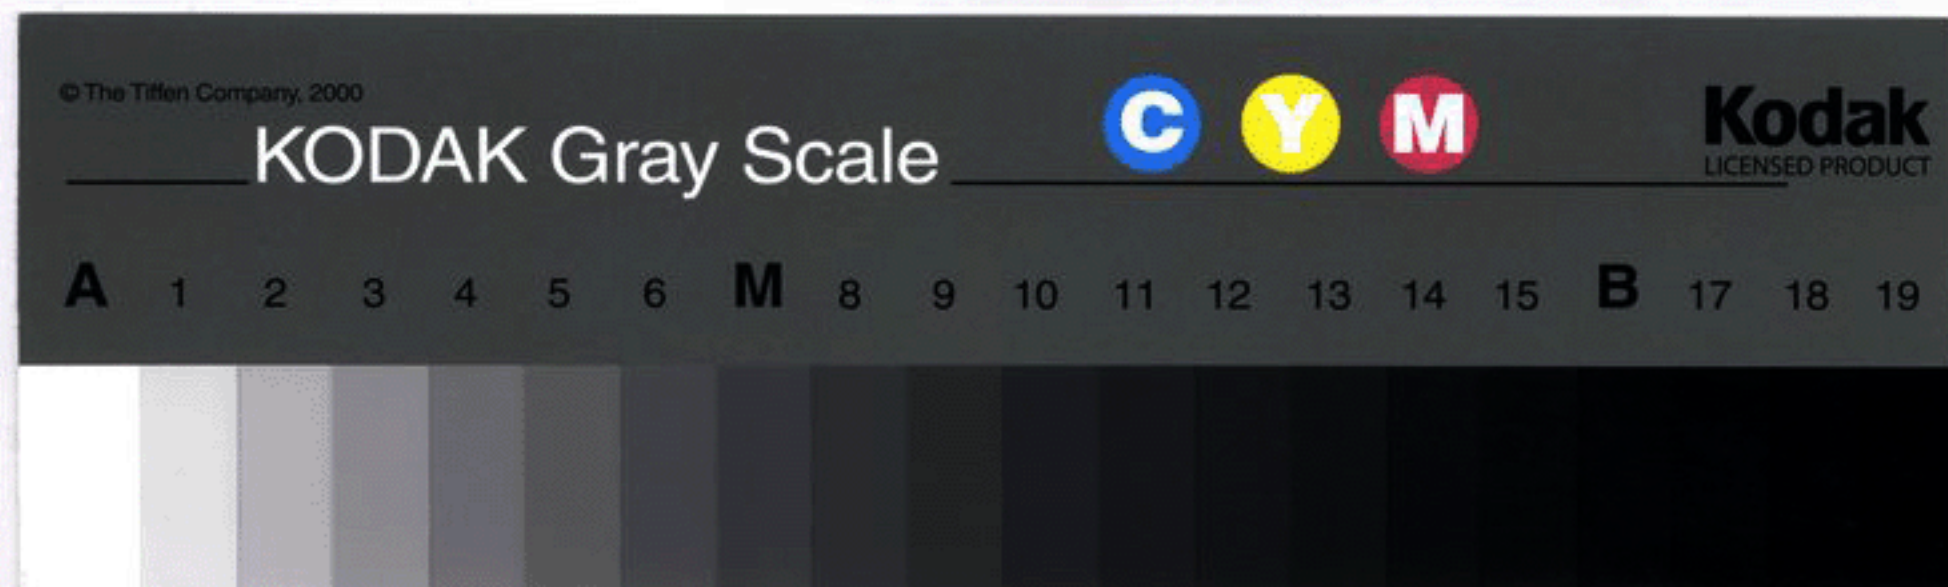 © The Tiffen Company, 2000
KODAK Gray Scale
C Y M
Kodak
LICENSED PRODUCT
A 1 2 3 4 5 6 M 8 9 10 11 12 13 14 15 B 17 18 19